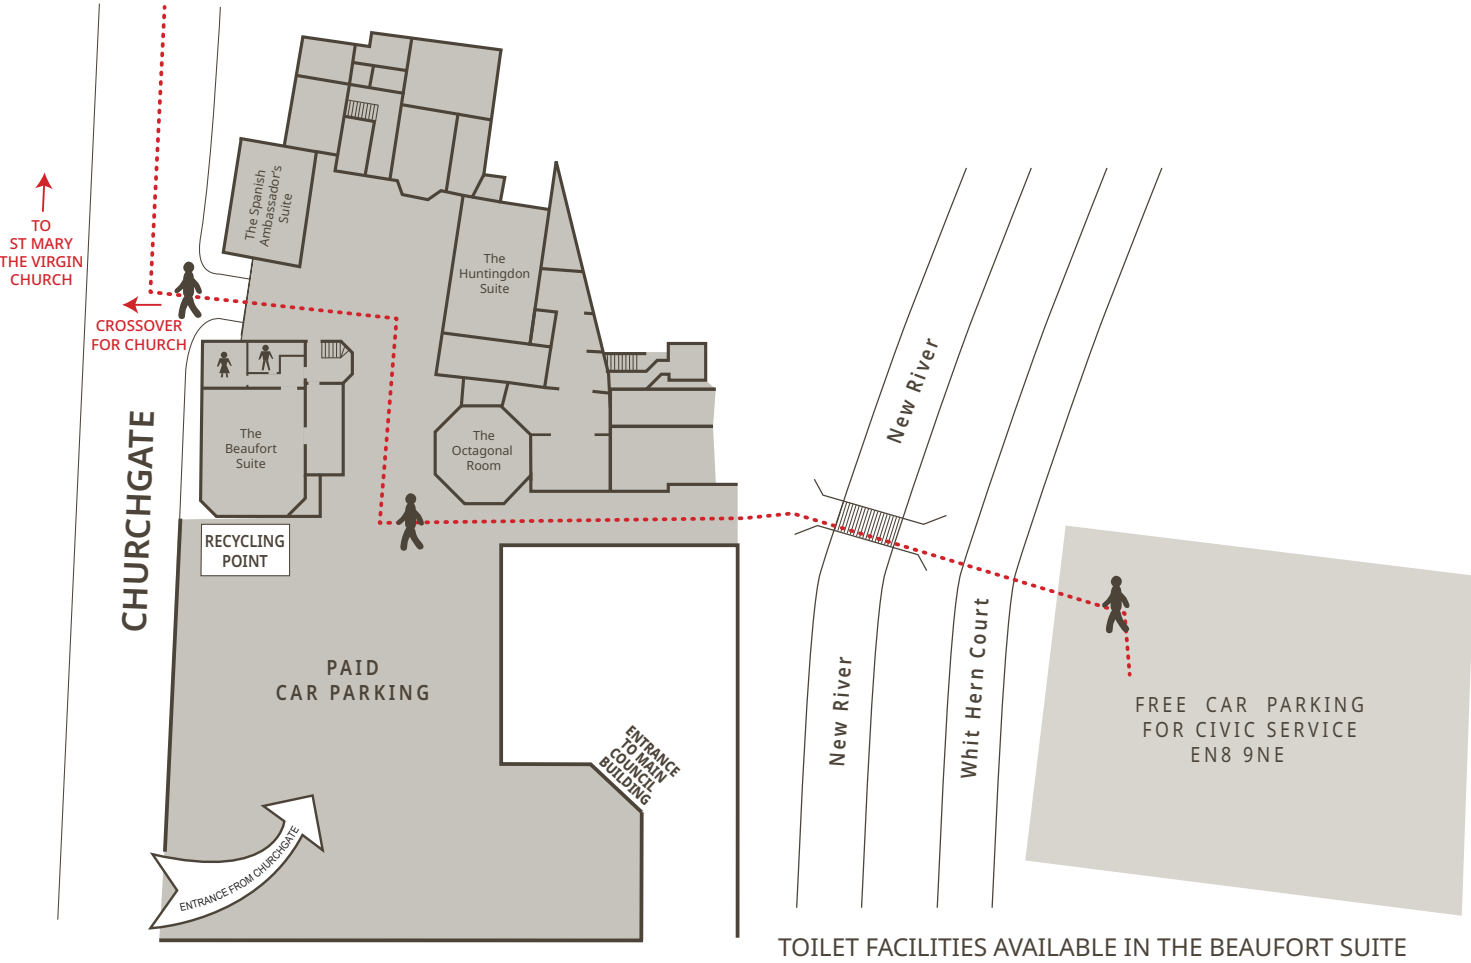 The Spanish
Ambassador's
Suite
TO
ST MARY
THE VIRGIN
CHURCH
CROSSOVER
FOR CHURCH
The
Huntingdon
Suite
The
Beaufort
Suite
The
Octagonal
Room
CHURCHGATE
RECYCLING
POINT
PAID
CAR PARKING
ENTRANCE
TO MAIN
COUNCIL
BUILDING
ENTRANCE FROM CHURCHGATE
New River
New River
Whit Hern Court
FREE CAR PARKING
FOR CIVIC SERVICE
EN8 9NE
TOILET FACILITIES AVAILABLE IN THE BEAUFORT SUITE